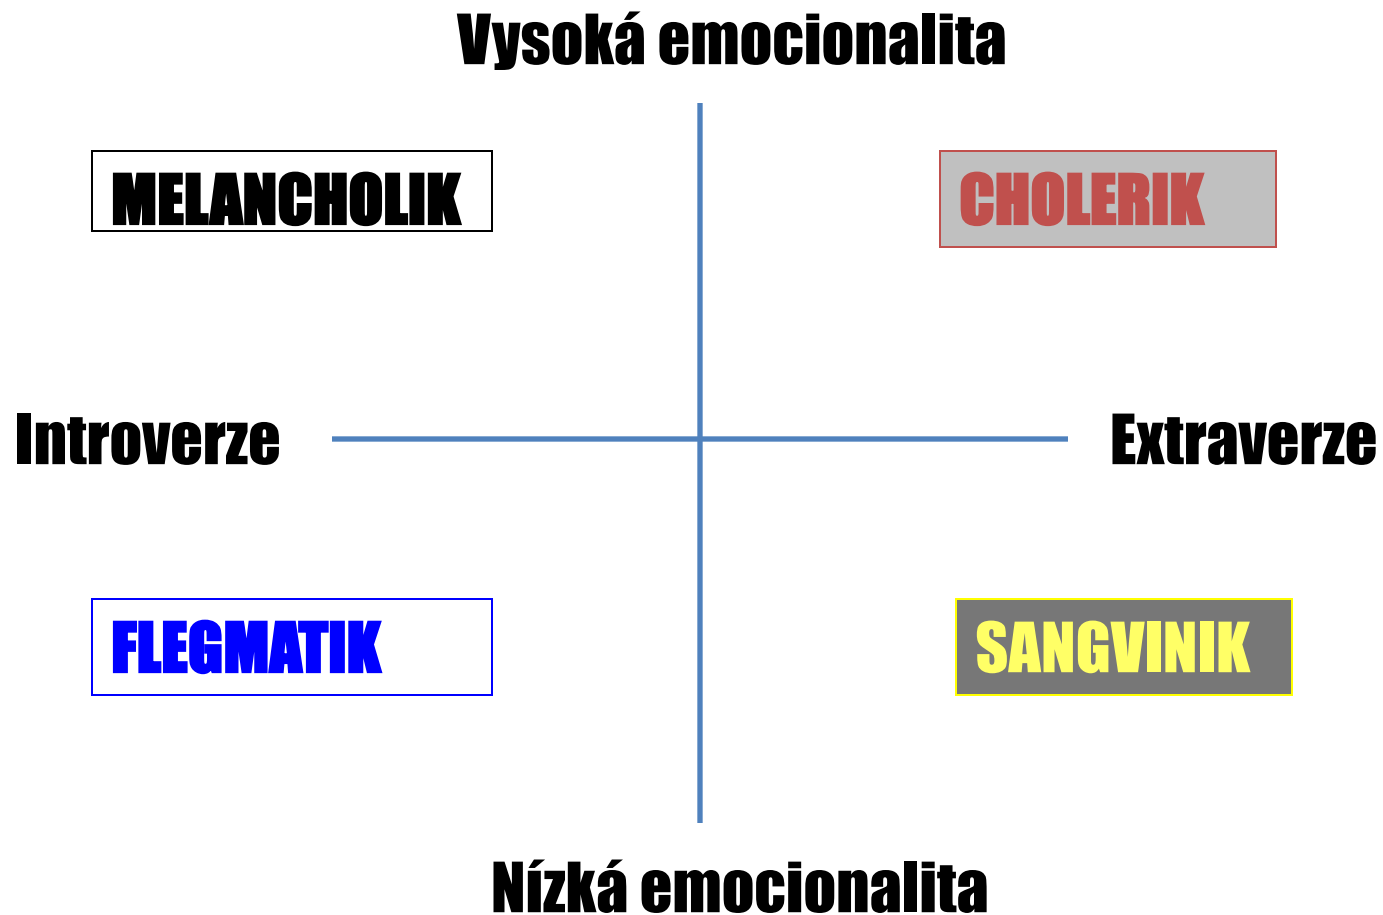 Vysoká emocionalita
MELANCHOLIK
CHOLERIK
Introverze
Extraverze
FLEGMATIK
SANGVINIK
Nízká emocionalita